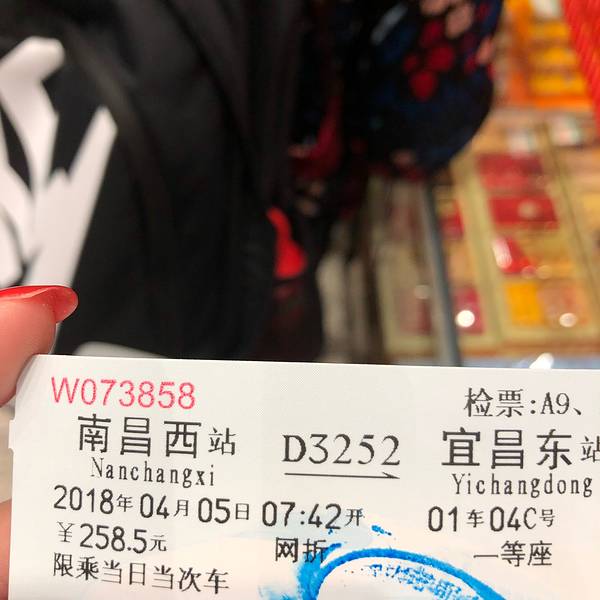 W073858 检票:A9、
南昌西站 D3252 宜昌东站
Nanchangxi Yichangdong
2018年04月05日07:42开 01车04C号
￥258.5元 网折 一等座
限乘当日当次车